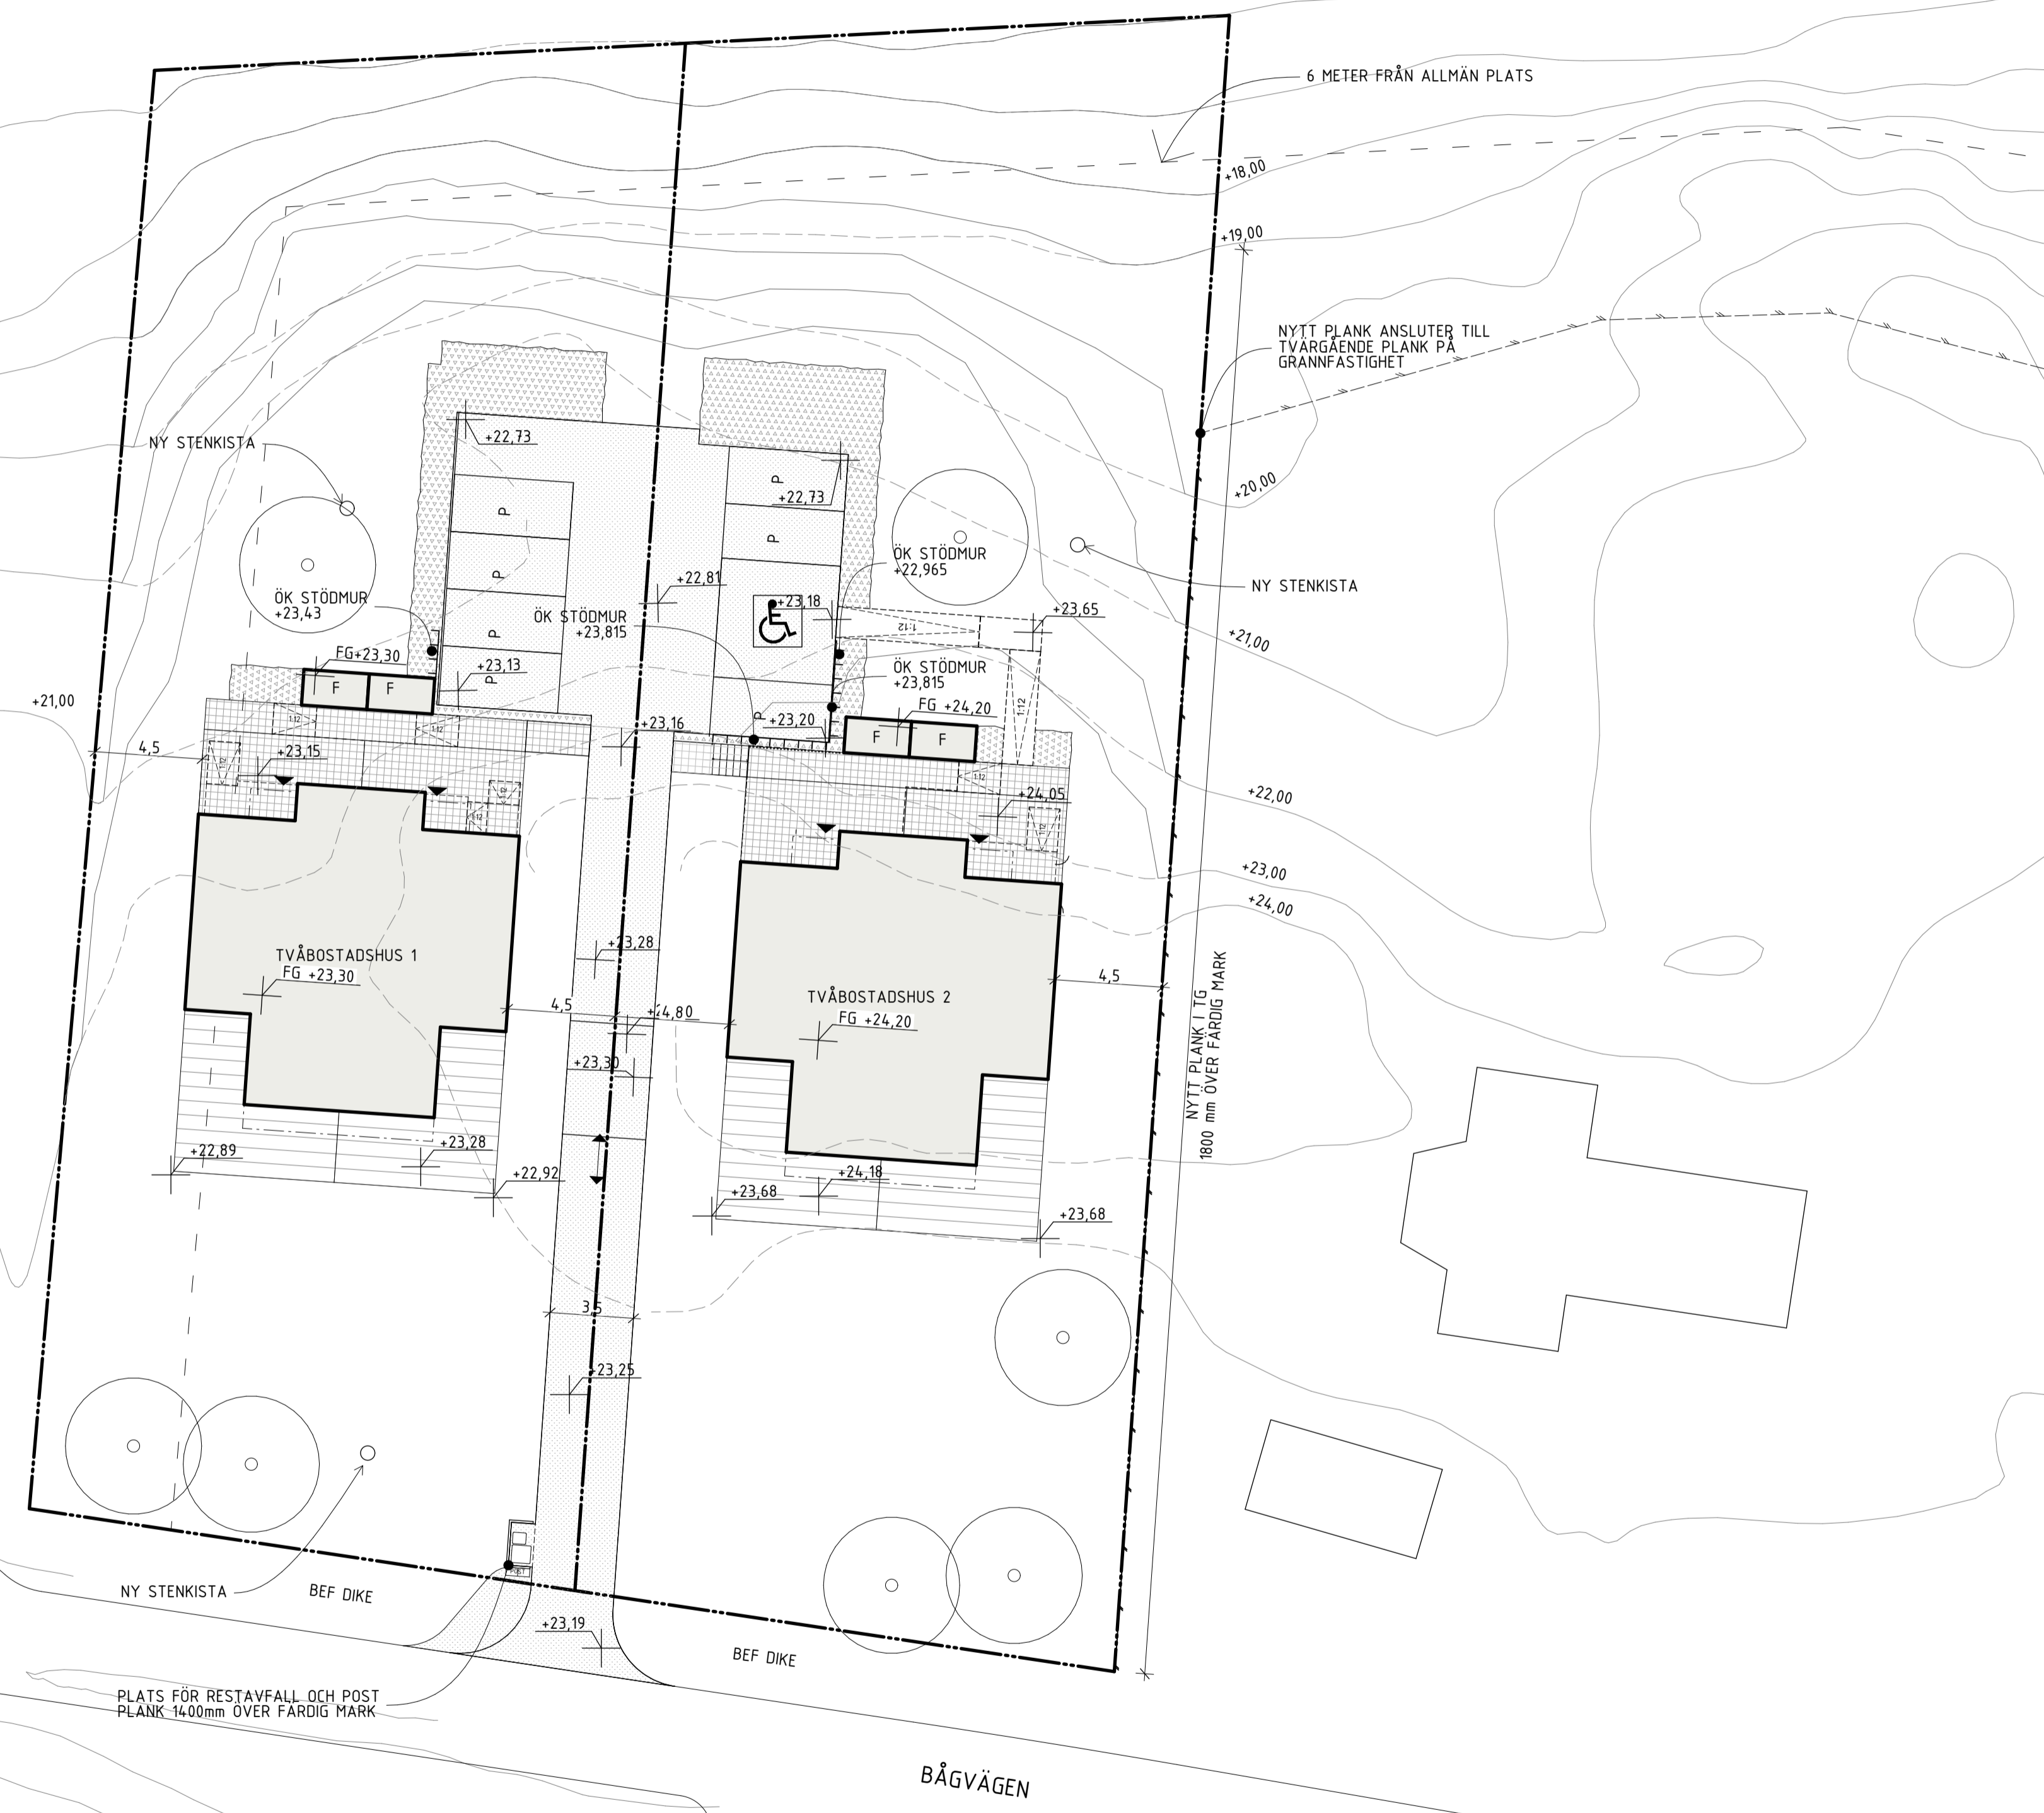 6 METER FRÅN ALLMÄN PLATS
+18,00
+19,00
NYTT PLANK ANSLUTER TILL
TVÄRGÅENDE PLANK PÅ
GRANNFASTIGHET
NY STENKISTA
+22,73
P
+22,73
+20,00
P
P
ÖK STÖDMUR
+22,965
P
NY STENKISTA
+22,81
ÖK STÖDMUR
+23,43
+23,18
+23,65
ÖK STÖDMUR
+23,815
1:12
P
+21,00
FG+23,30
+23,13
ÖK STÖDMUR
+23,815
P
F
F
+21,00
1:12
FG +24,20
1:12
1:12
+23,16
P
+23,20
F
F
4,5
+23,15
1:12
1:12
1:12
1:12
+24,05
+22,00
1:12
1:12
+23,00
+24,00
TVÅBOSTADSHUS 1
FG +23,30
+23,28
4,5
TVÅBOSTADSHUS 2
FG +24,20
4,5
4,80
+23,30
NYTT PLANK I TG
1800 mm ÖVER FÄRDIG MARK
+22,89
+23,28
+22,92
+24,18
+23,68
+23,68
3,5
+23,25
POST
NY STENKISTA
BEF DIKE
+23,19
BEF DIKE
PLATS FÖR RESTAVFALL OCH POST
PLANK 1400mm ÖVER FÄRDIG MARK
BÅGVÄGEN